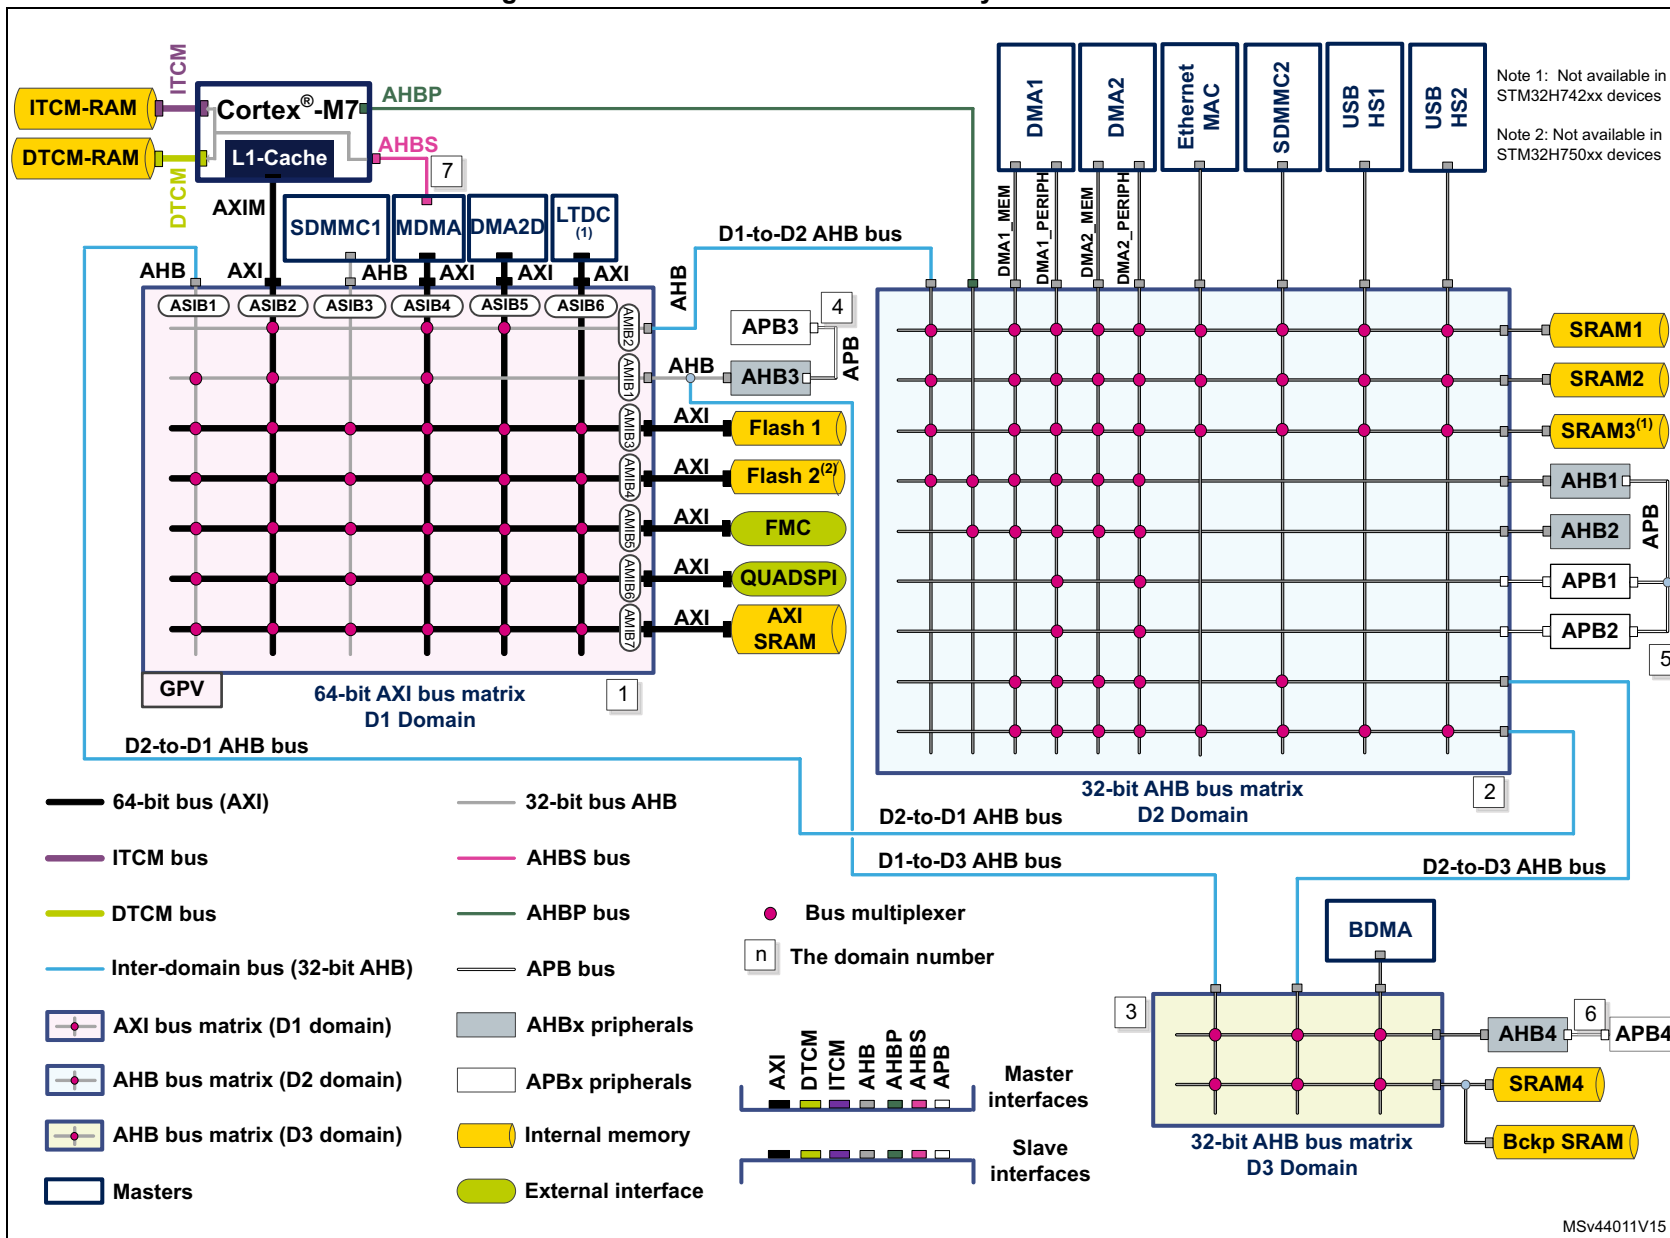 ITCM-RAM
DTCM-RAM
ITCM
DTCM
Cortex®-M7
L1-Cache
AHBP
AHBS
7
AXIM
SDMMC1
MDMA
DMA2D
LTDC
(1)
DMA1
DMA2
Ethernet
MAC
SDMMC2
USB
HS1
USB
HS2
Note 1: Not available in
STM32H742xx devices
Note 2: Not available in
STM32H750xx devices
DMA1_MEM
DMA1_PERIPH
DMA2_MEM
DMA2_PERIPH
D1-to-D2 AHB bus
AHB
AXI
AHB
AXI
AXI
AXI
AHB
ASIB1
ASIB2
ASIB3
ASIB4
ASIB5
ASIB6
AMIB2
AMIB1
AMIB3
AMIB4
AMIB5
AMIB6
AMIB7
APB3
4
APB
AHB
AHB3
AXI
Flash 1
AXI
Flash 2(2)
AXI
FMC
AXI
QUADSPI
AXI
AXI
SRAM
GPV
64-bit AXI bus matrix
D1 Domain
1
SRAM1
SRAM2
SRAM3(1)
AHB1
AHB2
APB
APB1
APB2
5
32-bit AHB bus matrix
D2 Domain
2
D2-to-D1 AHB bus
D2-to-D1 AHB bus
D1-to-D3 AHB bus
D2-to-D3 AHB bus
64-bit bus (AXI)
32-bit bus AHB
ITCM bus
AHBS bus
DTCM bus
AHBP bus
Inter-domain bus (32-bit AHB)
APB bus
AXI bus matrix (D1 domain)
AHBx pripherals
AHB bus matrix (D2 domain)
APBx pripherals
AHB bus matrix (D3 domain)
Internal memory
Masters
External interface
Bus multiplexer
n
The domain number
AXI
DTCM
ITCM
AHB
AHBP
AHBS
APB
Master
interfaces
Slave
interfaces
BDMA
3
AHB4
6
APB4
SRAM4
Bckp SRAM
32-bit AHB bus matrix
D3 Domain
MSv44011V15